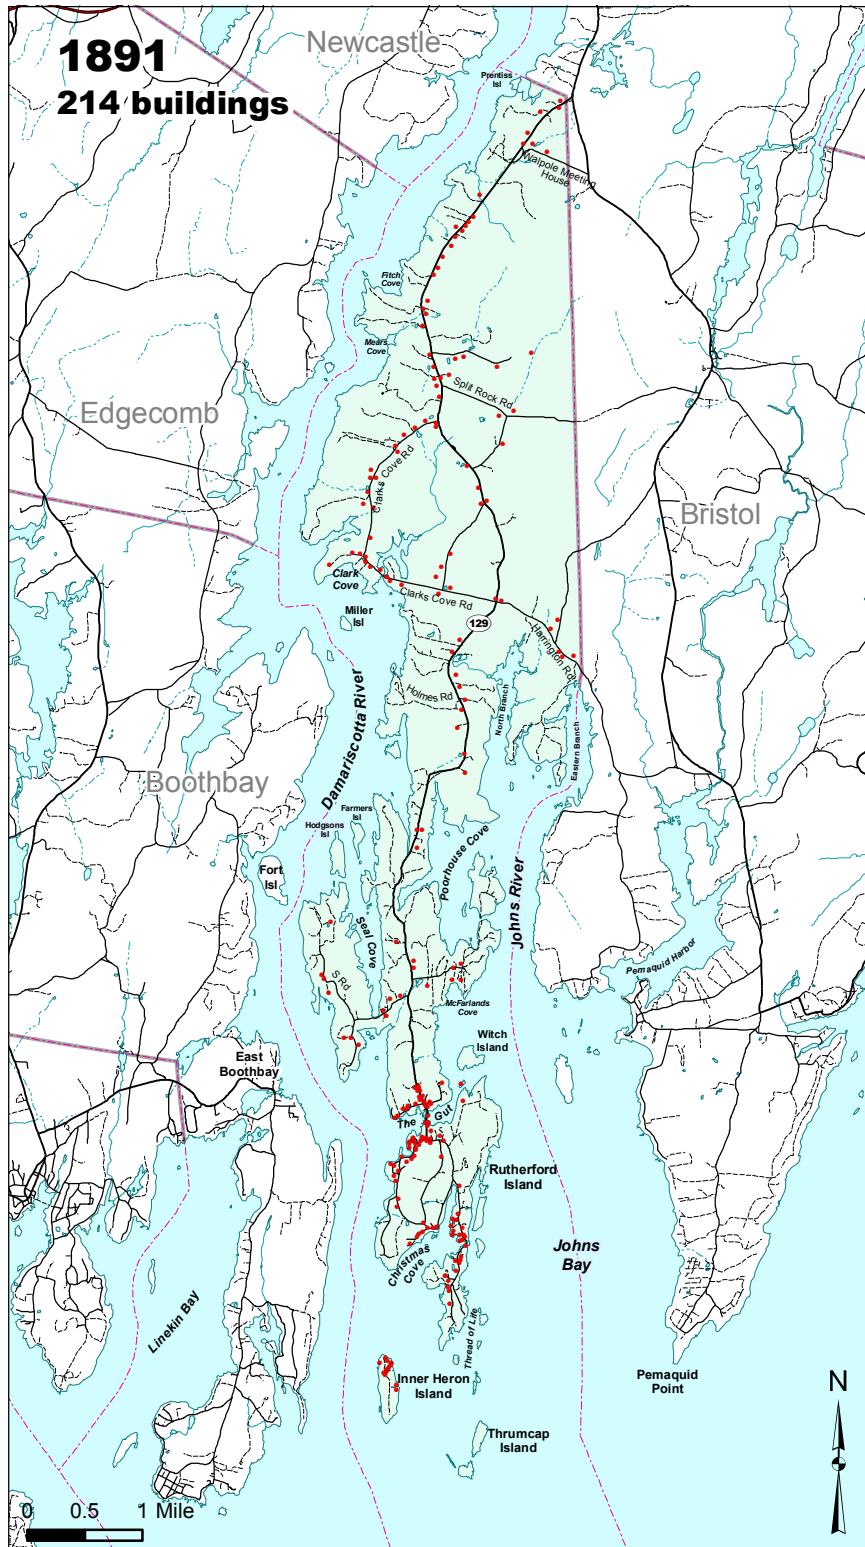 1891
214 buildings
Newcastle
Prentiss
Isl
Walpole Meeting
House
Fitch
Cove
Mears
Cove
Split Rock Rd
Edgecomb
Clarks Cove Rd
Bristol
Clark
Cove
Clarks Cove Rd
Miller
Isl
129
Harrington Rd
Holmes Rd
North Branch
Eastern Branch
Damariscotta River
Boothbay
Farmers
Isl
Hodgsons
Isl
Poorhouse Cove
Fort
Isl
Johns River
Seal Cove
S Rd
Pemaquid Harbor
McFarlands
Cove
Witch
Island
East
Boothbay
The Gut
Rutherford
Island
Johns
Bay
Christmas
Cove
Linekin Bay
Thread of Life
Inner Heron
Island
Pemaquid
Point
N
Thrumcap
Island
0 0.5 1 Mile